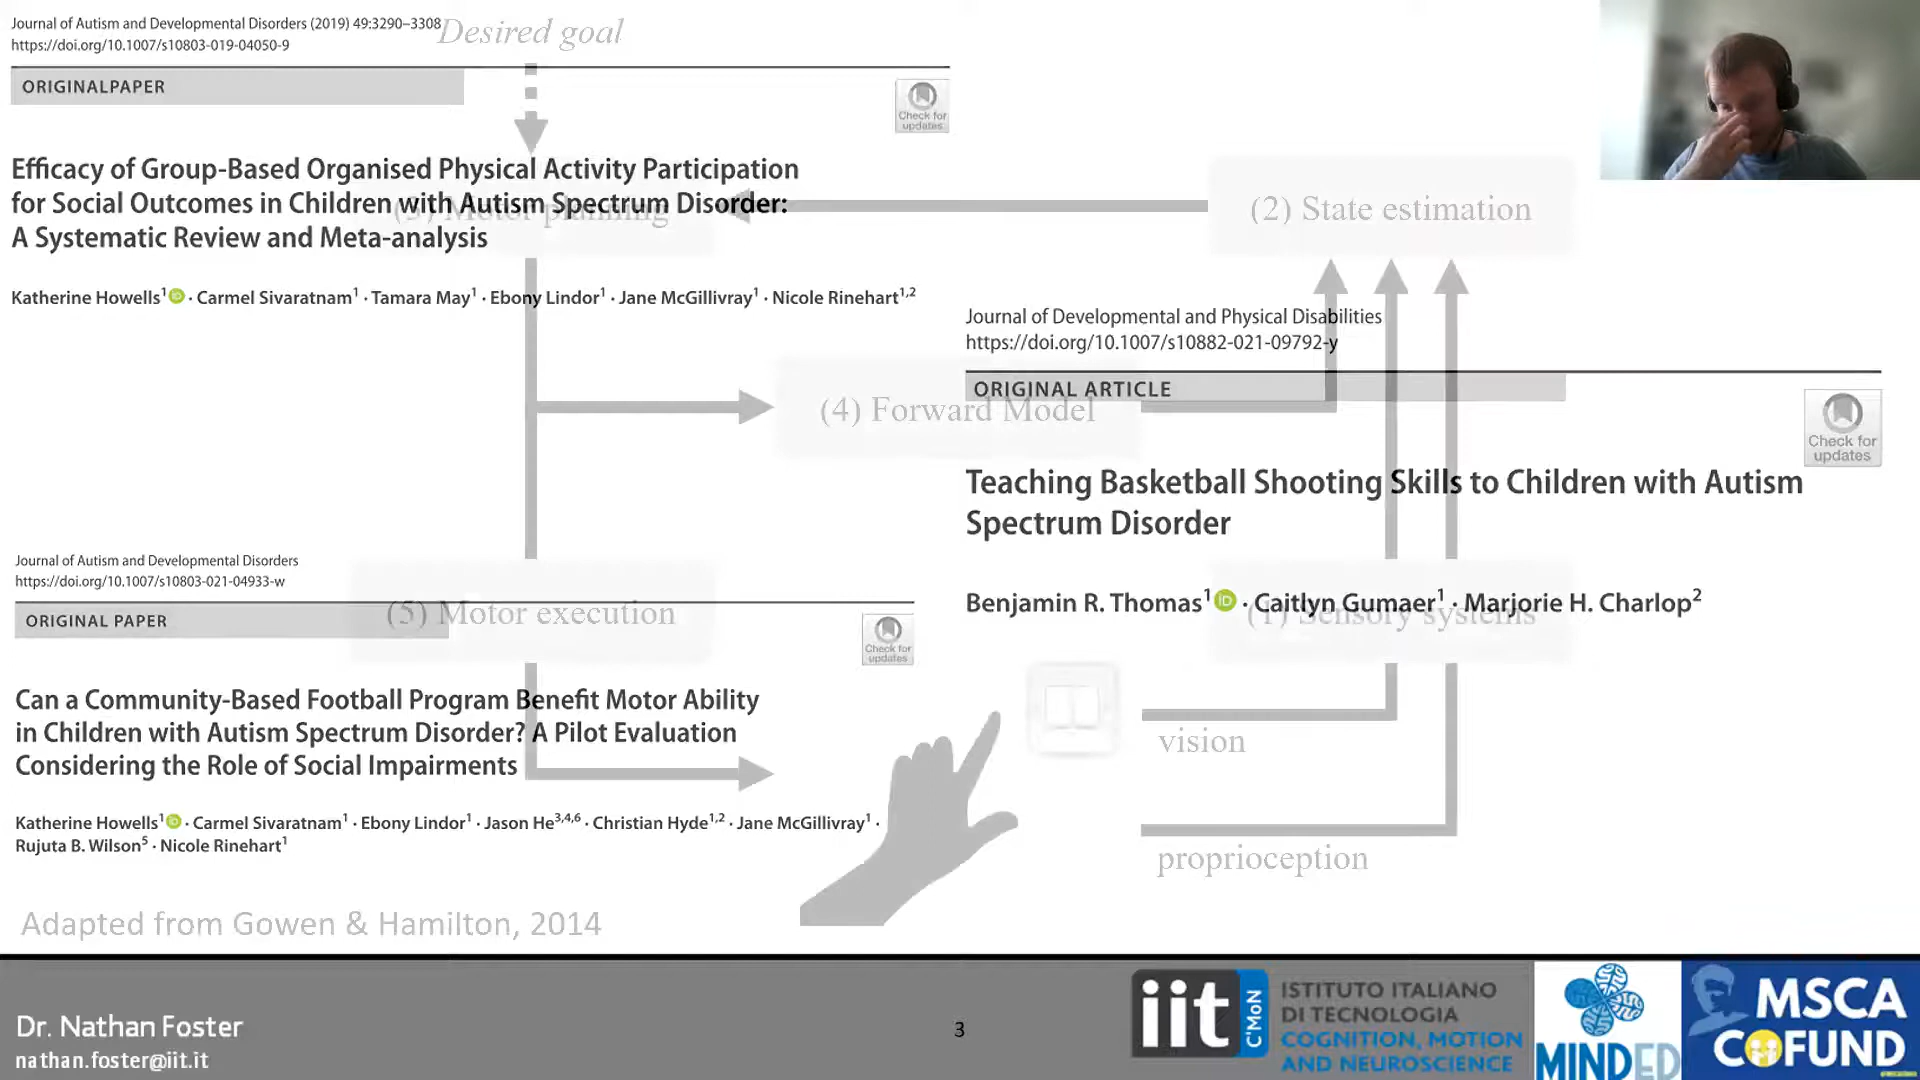 Journal of Autism and Developmental Disorders (2019) 49:3290–3308
https://doi.org/10.1007/s10803-019-04050-9
Desired goal
ORIGINALPAPER
Check for
updates
Efficacy of Group-Based Organised Physical Activity Participation
for Social Outcomes in Children with Autism Spectrum Disorder:
A Systematic Review and Meta-analysis
(3) Motor planning
(2) State estimation
Katherine Howells¹ · Carmel Sivaratnam¹ · Tamara May¹ · Ebony Lindor¹ · Jane McGillivray¹ · Nicole Rinehart¹,²
Journal of Developmental and Physical Disabilities
https://doi.org/10.1007/s10882-021-09792-y
ORIGINAL ARTICLE
(4) Forward Model
Check for
updates
Teaching Basketball Shooting Skills to Children with Autism
Spectrum Disorder
Benjamin R. Thomas¹ · Caitlyn Gumaer¹ · Marjorie H. Charlop²
(1) Sensory systems
Journal of Autism and Developmental Disorders
https://doi.org/10.1007/s10803-021-04933-w
ORIGINAL PAPER
(5) Motor execution
Check for
updates
Can a Community-Based Football Program Benefit Motor Ability
in Children with Autism Spectrum Disorder? A Pilot Evaluation
Considering the Role of Social Impairments
Katherine Howells¹ · Carmel Sivaratnam¹ · Ebony Lindor¹ · Jason He³,⁴,⁶ · Christian Hyde¹,² · Jane McGillivray¹ ·
Rujuta B. Wilson⁵ · Nicole Rinehart¹
vision
proprioception
Adapted from Gowen & Hamilton, 2014
Dr. Nathan Foster
nathan.foster@iit.it
3
iit
C'MoN
ISTITUTO ITALIANO
DI TECNOLOGIA
COGNITION, MOTION
AND NEUROSCIENCE
MINDED
MSCA
COFUND